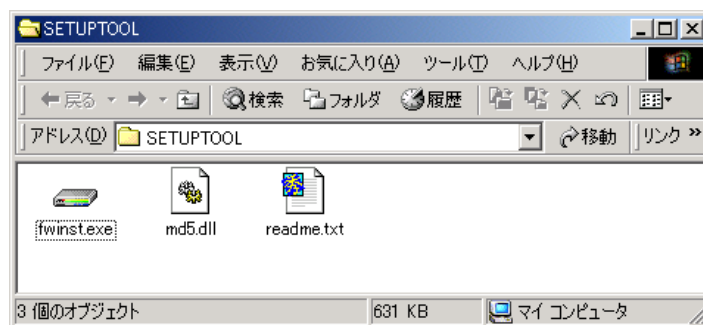 SETUPTOOL
ファイル(F) 編集(E) 表示(V) お気に入り(A) ツール(T) ヘルプ(H)
戻る 検索 フォルダ 履歴
アドレス(D) SETUPTOOL 移動 リンク »
fwinst.exe md5.dll readme.txt
3 個のオブジェクト 631 KB マイ コンピュータ